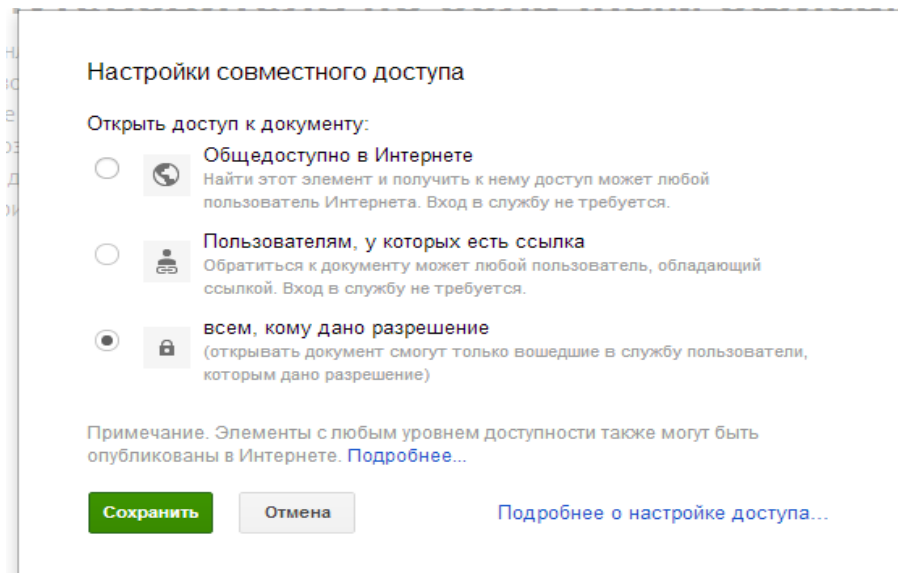 Настройки совместного доступа
Открыть доступ к документу:
Общедоступно в Интернете
Найти этот элемент и получить к нему доступ может любой
пользователь Интернета. Вход в службу не требуется.
Пользователям, у которых есть ссылка
Обратиться к документу может любой пользователь, обладающий
ссылкой. Вход в службу не требуется.
всем, кому дано разрешение
(открывать документ смогут только вошедшие в службу пользователи,
которым дано разрешение)
Примечание. Элементы с любым уровнем доступности также могут быть
опубликованы в Интернете. Подробнее...
Сохранить
Отмена
Подробнее о настройке доступа...